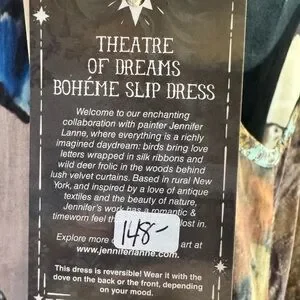 THEATRE
OF DREAMS
BOHÉME SLIP DRESS
Welcome to our enchanting
collaboration with painter Jennifer
Lanne, where everything is a richly
imagined daydream: birds bring love
letters wrapped in silk ribbons and
wild deer frolic in the woods behind
lush velvet curtains. Based in rural New
York, and inspired by a love of antique
textiles and the beauty of nature,
Jennifer's work has a romantic &
timeworn feel lost in.
148-
Explore more art at
www.jenniferlanne.com.
This dress is reversible! Wear it with the
dove on the back or the front, depending
on your mood.